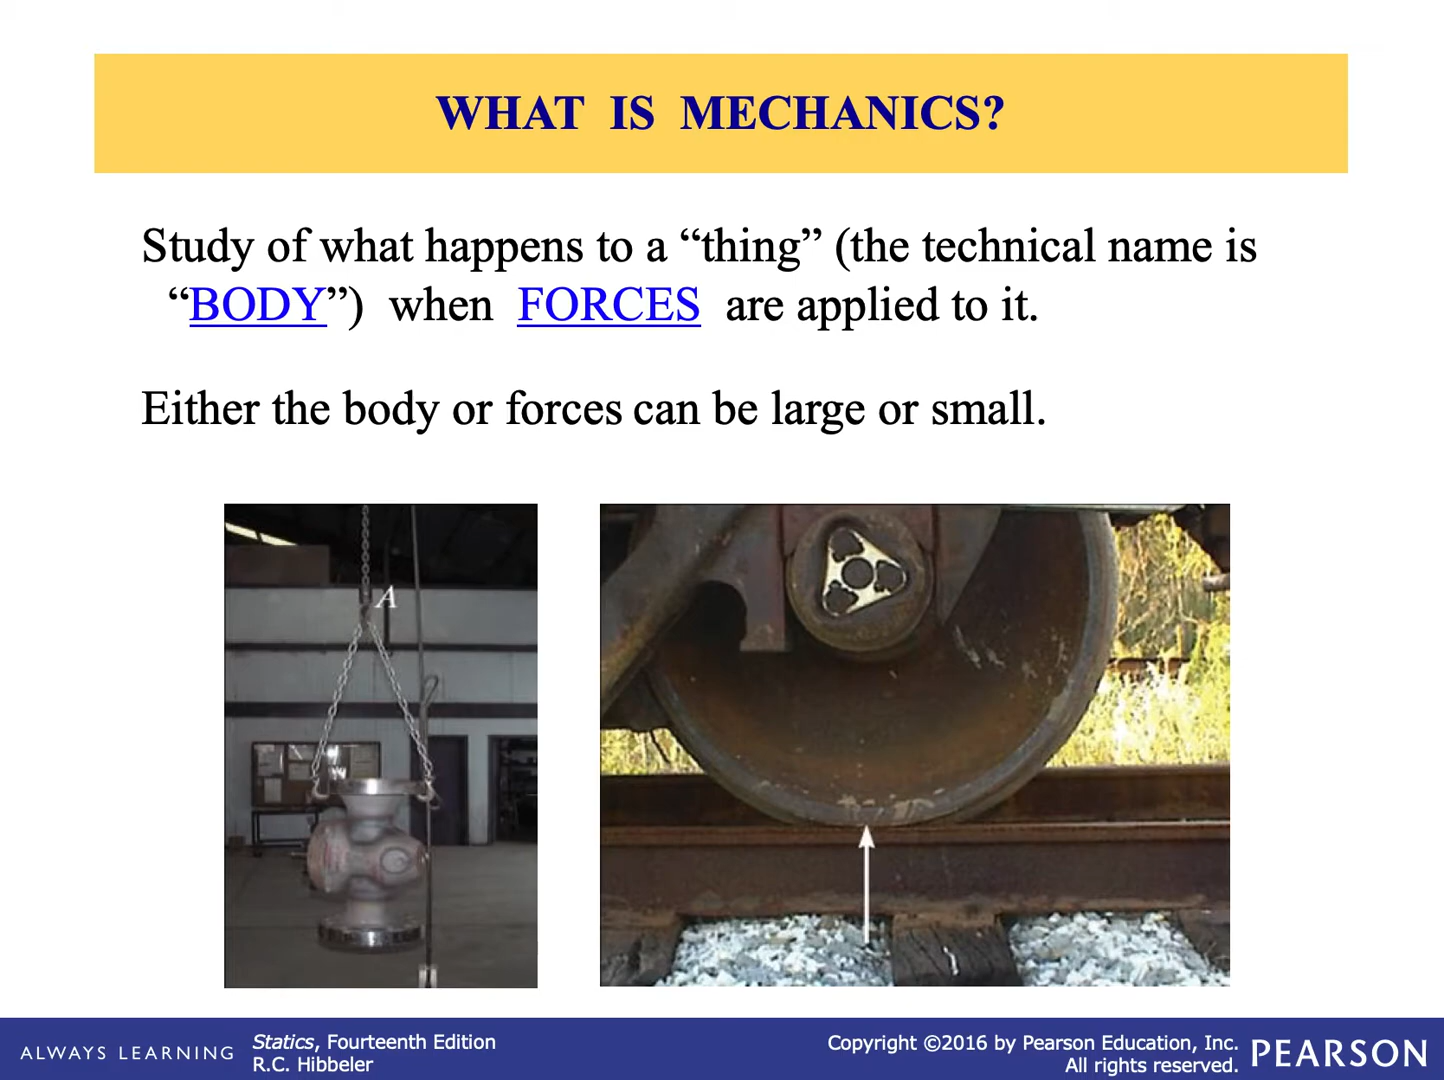 WHAT IS MECHANICS?
Study of what happens to a “thing” (the technical name is
“BODY”) when FORCES are applied to it.
Either the body or forces can be large or small.
A
ALWAYS LEARNING
Statics, Fourteenth Edition
R.C. Hibbeler
Copyright ©2016 by Pearson Education, Inc.
All rights reserved.
PEARSON